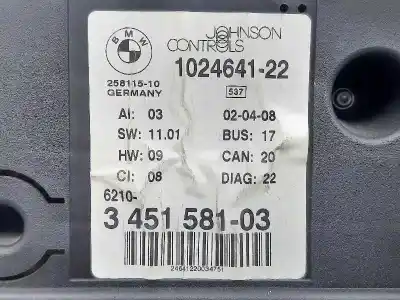 BMW
JOHNSON
CONTROLS
258115-10
GERMANY
1024641-22
537
AI: 03 02-04-08
SW: 11.01 BUS: 17
HW: 09 CAN: 20
CI: 08 DIAG: 22
6210-
3 451 581-03
24641220034751